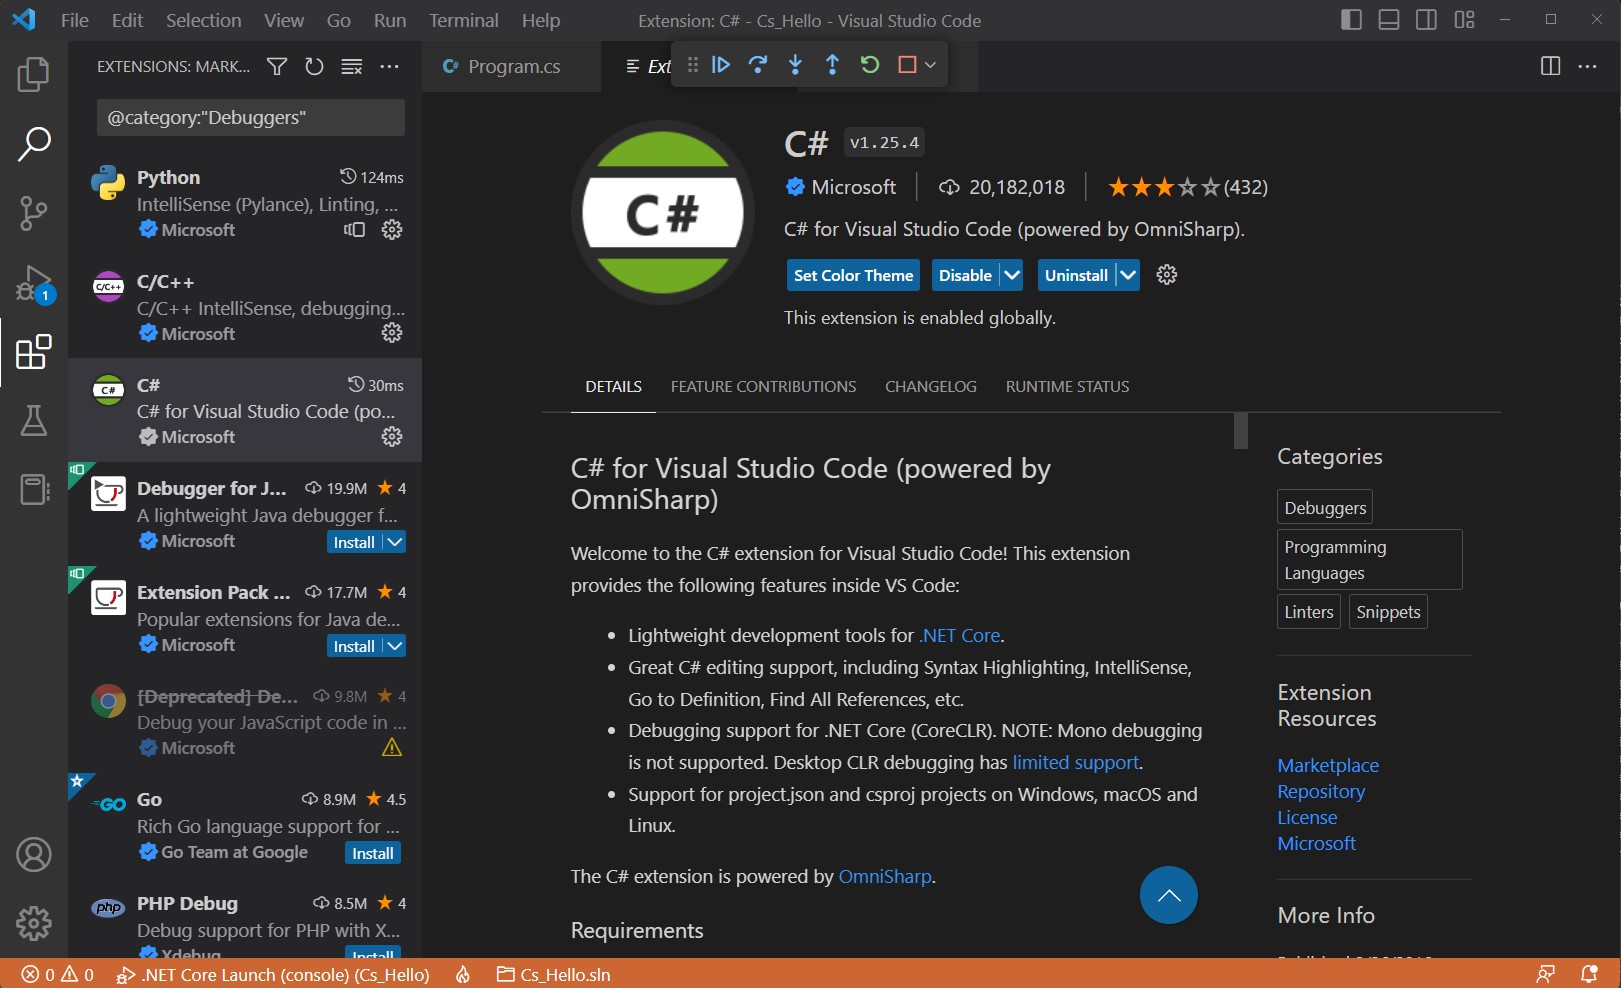 File Edit Selection View Go Run Terminal Help Extension: C# - Cs_Hello - Visual Studio Code
EXTENSIONS: MARK...
@category:"Debuggers"
Python 124ms
IntelliSense (Pylance), Linting, ...
Microsoft
C/C++
C/C++
C/C++ IntelliSense, debugging...
Microsoft
C#
C# 30ms
C# for Visual Studio Code (po...
Microsoft
Debugger for J... 19.9M 4
A lightweight Java debugger f...
Microsoft Install
Extension Pack ... 17.7M 4
Popular extensions for Java de...
Microsoft Install
[Deprecated] De... 9.8M 4
Debug your JavaScript code in ...
Microsoft
GO
Go 8.9M 4.5
Rich Go language support for ...
Go Team at Google Install
php
PHP Debug 8.5M 4
Debug support for PHP with X...
Xdebug Install
1
C# Program.cs
Ext
C#
C# v1.25.4
Microsoft 20,182,018 (432)
C# for Visual Studio Code (powered by OmniSharp).
Set Color Theme Disable Uninstall
This extension is enabled globally.
DETAILS FEATURE CONTRIBUTIONS CHANGELOG RUNTIME STATUS
C# for Visual Studio Code (powered by
OmniSharp)
Welcome to the C# extension for Visual Studio Code! This extension
provides the following features inside VS Code:
• Lightweight development tools for .NET Core.
• Great C# editing support, including Syntax Highlighting, IntelliSense,
Go to Definition, Find All References, etc.
• Debugging support for .NET Core (CoreCLR). NOTE: Mono debugging
is not supported. Desktop CLR debugging has limited support.
• Support for project.json and csproj projects on Windows, macOS and
Linux.
The C# extension is powered by OmniSharp.
Requirements
Categories
Debuggers
Programming
Languages
Linters Snippets
Extension
Resources
Marketplace
Repository
License
Microsoft
More Info
0 0 .NET Core Launch (console) (Cs_Hello) Cs_Hello.sln